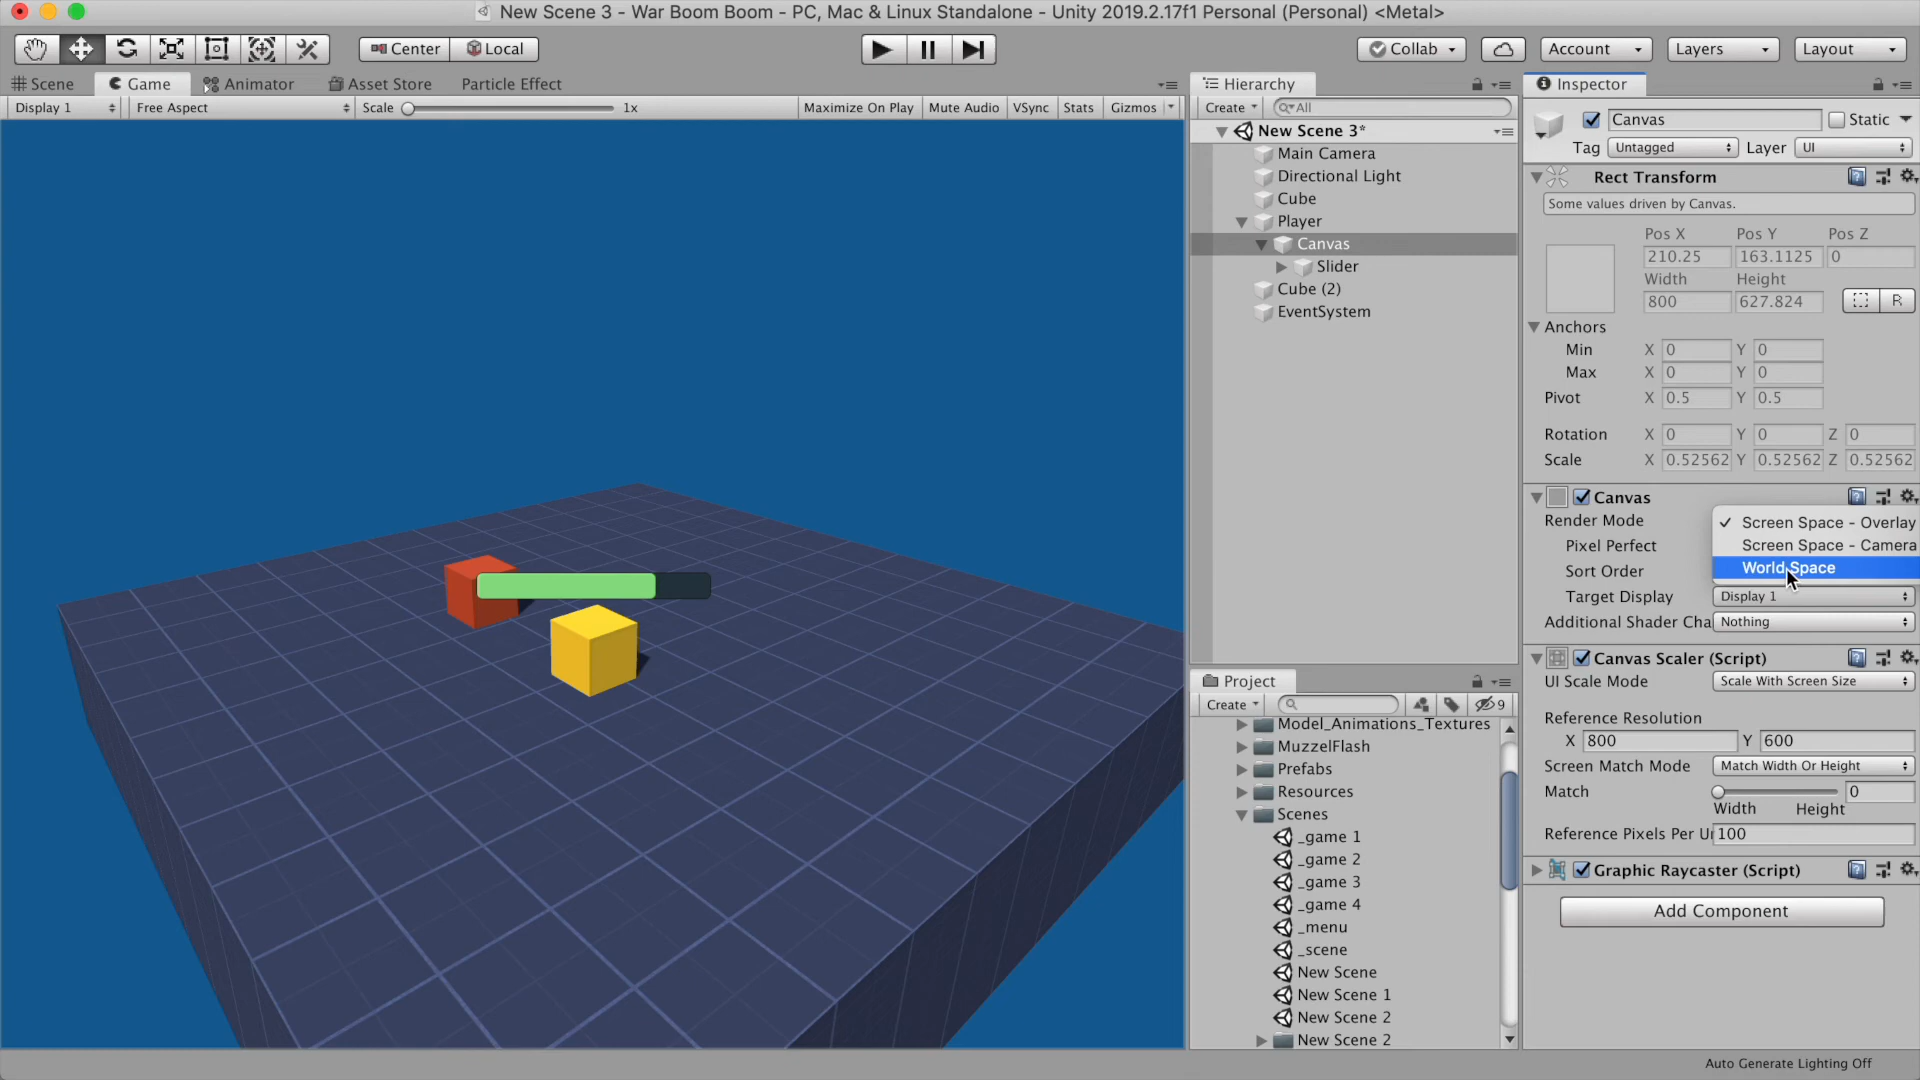 New Scene 3 - War Boom Boom - PC, Mac & Linux Standalone - Unity 2019.2.17f1 Personal (Personal) <Metal>
Center Local Collab Account Layers Layout
Scene Game Animator Asset Store Particle Effect
Display 1 Free Aspect Scale 1x Maximize On Play Mute Audio VSync Stats Gizmos
Hierarchy
Create All
New Scene 3*
Main Camera
Directional Light
Cube
Player
Canvas
Slider
Cube (2)
EventSystem
Project
Create 9
Model_Animations_Textures
MuzzelFlash
Prefabs
Resources
Scenes
_game 1
_game 2
_game 3
_game 4
_menu
_scene
New Scene
New Scene 1
New Scene 2
New Scene 2
Inspector
Canvas Static
Tag Untagged Layer UI
Rect Transform
Some values driven by Canvas.
Pos X Pos Y Pos Z
210.25 163.1125 0
Width Height
800 627.824 R
Anchors
Min X 0 Y 0
Max X 0 Y 0
Pivot X 0.5 Y 0.5
Rotation X 0 Y 0 Z 0
Scale X 0.52562 Y 0.52562 Z 0.52562
Canvas
Render Mode ✓ Screen Space - Overlay
Pixel Perfect Screen Space - Camera
Sort Order World Space
Target Display Display 1
Additional Shader Cha Nothing
Canvas Scaler (Script)
UI Scale Mode Scale With Screen Size
Reference Resolution
X 800 Y 600
Screen Match Mode Match Width Or Height
Match 0
Width Height
Reference Pixels Per Ur 100
Graphic Raycaster (Script)
Add Component
Auto Generate Lighting Off